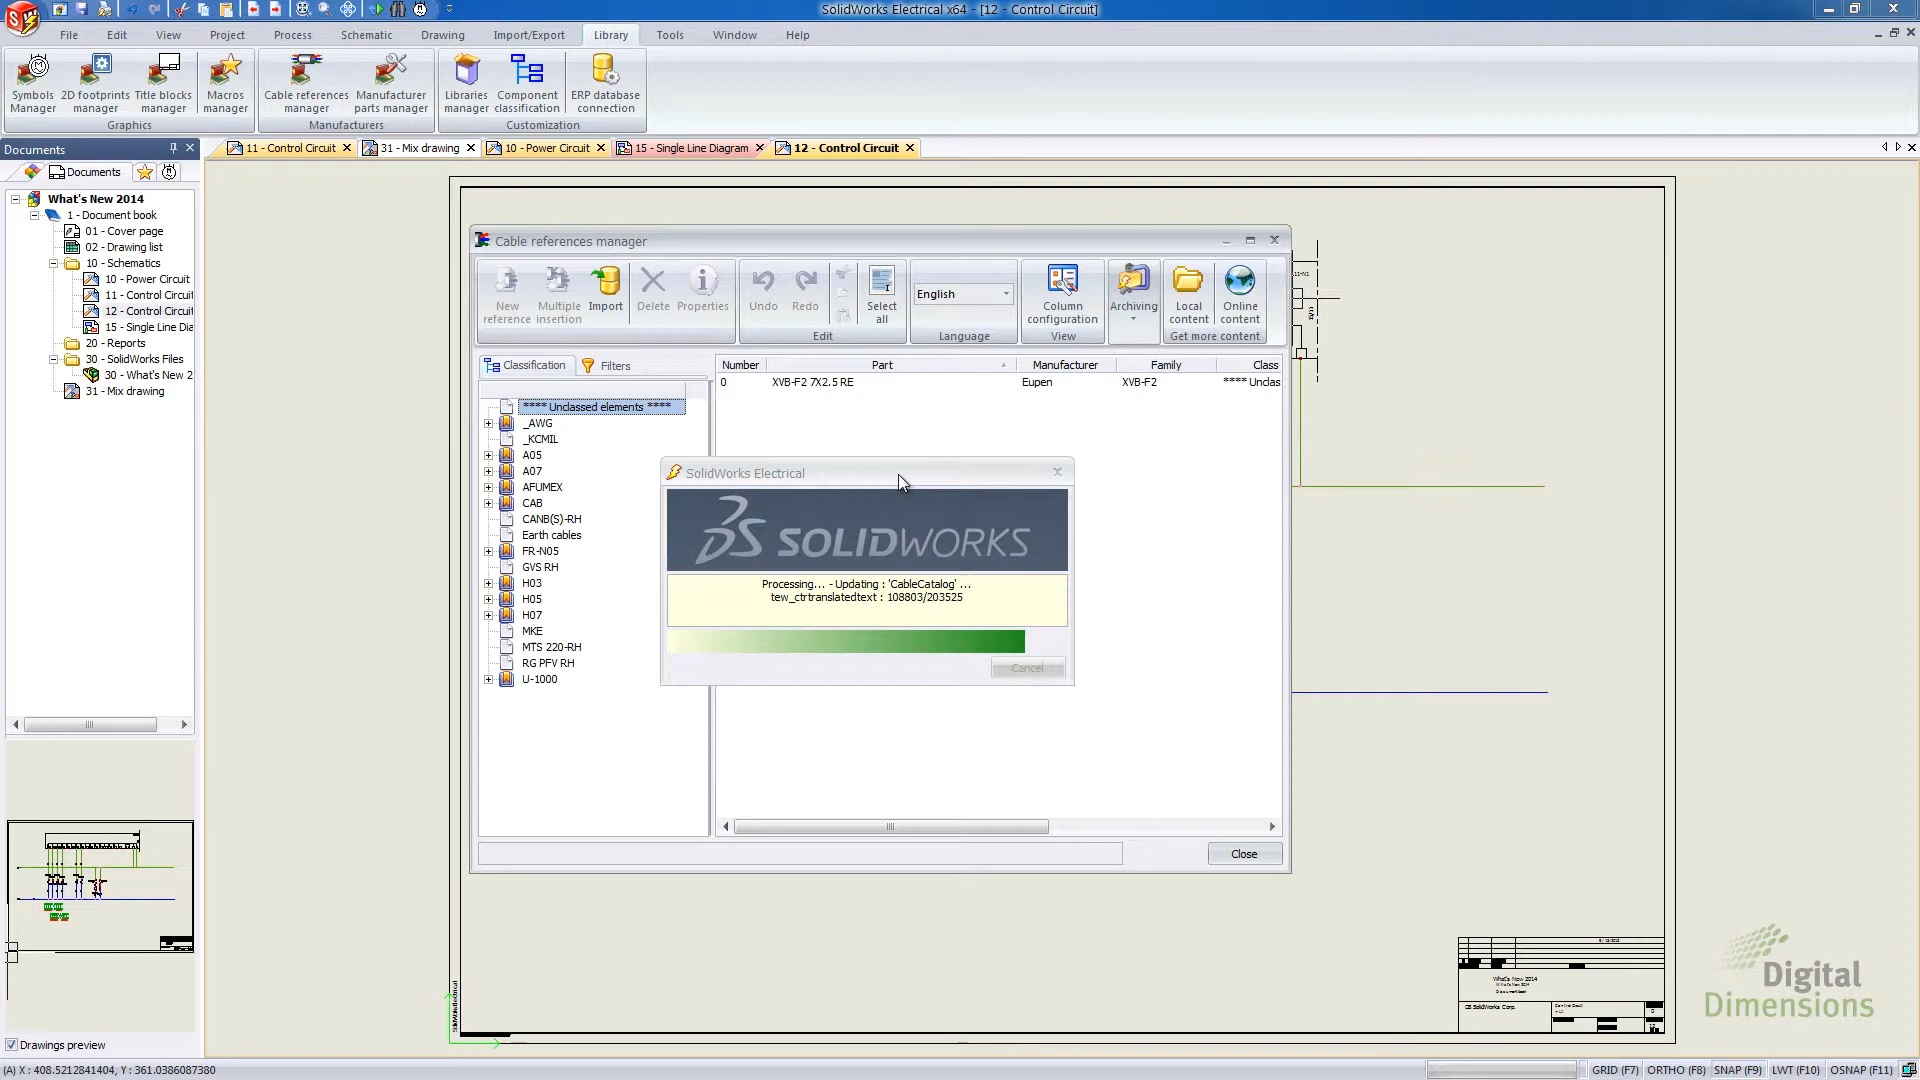 SolidWorks Electrical x64 - [12 - Control Circuit]
File Edit View Project Process Schematic Drawing Import/Export Library Tools Window Help
Symbols Manager
2D footprints manager
Title blocks manager
Macros manager
Cable references manager
Manufacturer parts manager
Libraries manager
Component classification
ERP database connection
Graphics Manufacturers Customization
Documents
11 - Control Circuit
31 - Mix drawing
10 - Power Circuit
15 - Single Line Diagram
12 - Control Circuit
Documents
What's New 2014
1 - Document book
01 - Cover page
02 - Drawing list
10 - Schematics
10 - Power Circuit
11 - Control Circuit
12 - Control Circuit
15 - Single Line Dia
20 - Reports
30 - SolidWorks Files
30 - What's New 2
31 - Mix drawing
Cable references manager
New reference
Multiple insertion
Import
Delete
Properties
Undo
Redo
Select all
English
Column configuration
Archiving
Local content
Online content
Edit Language View Get more content
Classification Filters
Number Part Manufacturer Family Class
0 XVB-F2 7X2.5 RE Eupen XVB-F2 **** Unclas
**** Unclassed elements ****
_AWG
_KCMIL
A05
A07
AFUMEX
CAB
CANB(S)-RH
Earth cables
FR-N05
GVS RH
H03
H05
H07
MKE
MTS 220-RH
RG PFV RH
U-1000
SolidWorks Electrical
SOLIDWORKS
Processing... - Updating : 'CableCatalog' ...
tew_ctrtranslatedtext : 108803/203525
Cancel
Close
What's New 2014
DS SolidWorks Corp.
SolidWorks Electrical
Digital
Dimensions
Drawings preview
(A) X : 408.5212841404, Y : 361.0386087380
GRID (F7) ORTHO (F8) SNAP (F9) LWT (F10) OSNAP (F11)